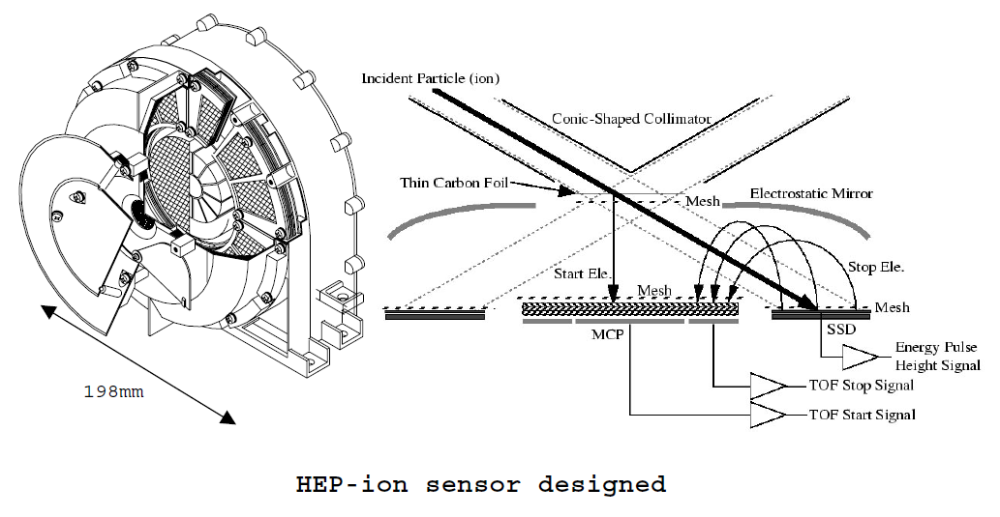 Incident Particle (ion)
Conic-Shaped Collimator
Thin Carbon Foil
Mesh
Electrostatic Mirror
Start Ele.
Mesh
Stop Ele.
Mesh
MCP
SSD
Energy Pulse
Height Signal
TOF Stop Signal
TOF Start Signal
198mm
HEP-ion sensor designed